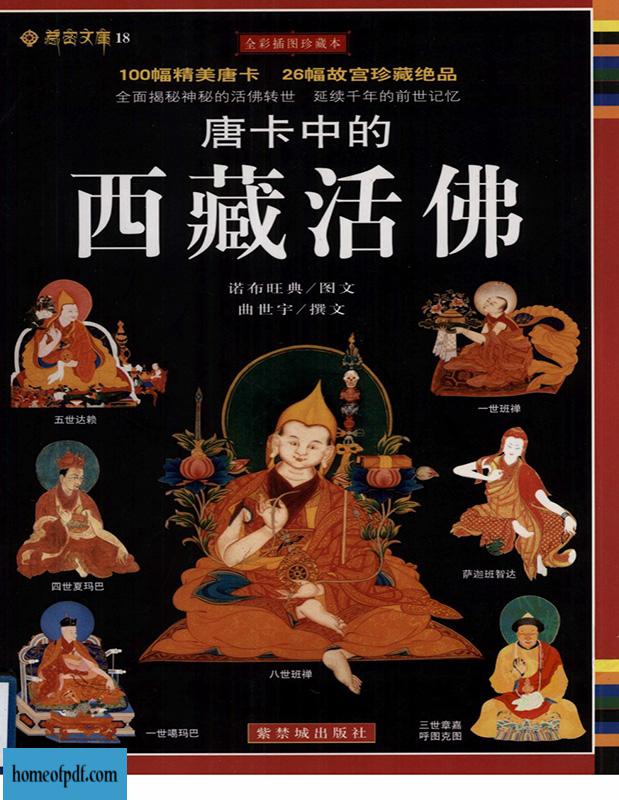 藏密文库 18
全彩插图珍藏本
100幅精美唐卡 26幅故宫珍藏绝品
全面揭秘神秘的活佛转世 延续千年的前世记忆
唐卡中的
西藏活佛
诺布旺典/图文
曲世宇/撰文
五世达赖
一世班禅
四世夏玛巴
萨迦班智达
八世班禅
一世噶玛巴
三世章嘉
呼图克图
紫禁城出版社
homeofpdf.com